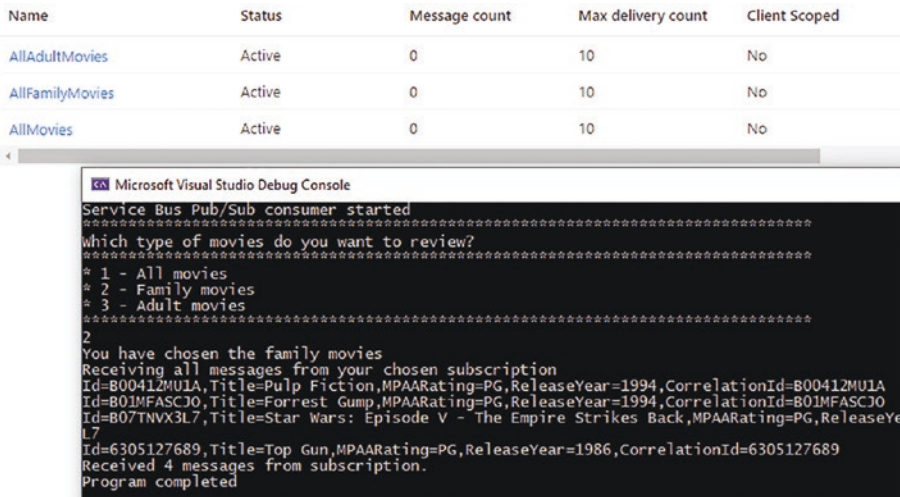 Name Status Message count Max delivery count Client Scoped
AllAdultMovies Active 0 10 No
AllFamilyMovies Active 0 10 No
AllMovies Active 0 10 No
Microsoft Visual Studio Debug Console
Service Bus Pub/Sub consumer started
********************************************************************************
Which type of movies do you want to review?
********************************************************************************
* 1 - All movies
* 2 - Family movies
* 3 - Adult movies
********************************************************************************
2
You have chosen the family movies
Receiving all messages from your chosen subscription
Id=B00412MU1A,Title=Pulp Fiction,MPAARating=PG,ReleaseYear=1994,CorrelationId=B00412MU1A
Id=B01MFASCJO,Title=Forrest Gump,MPAARating=PG,ReleaseYear=1994,CorrelationId=B01MFASCJO
Id=B07TNVX3L7,Title=Star Wars: Episode V - The Empire Strikes Back,MPAARating=PG,ReleaseYe
L7
Id=6305127689,Title=Top Gun,MPAARating=PG,ReleaseYear=1986,CorrelationId=6305127689
Received 4 messages from subscription.
Program completed